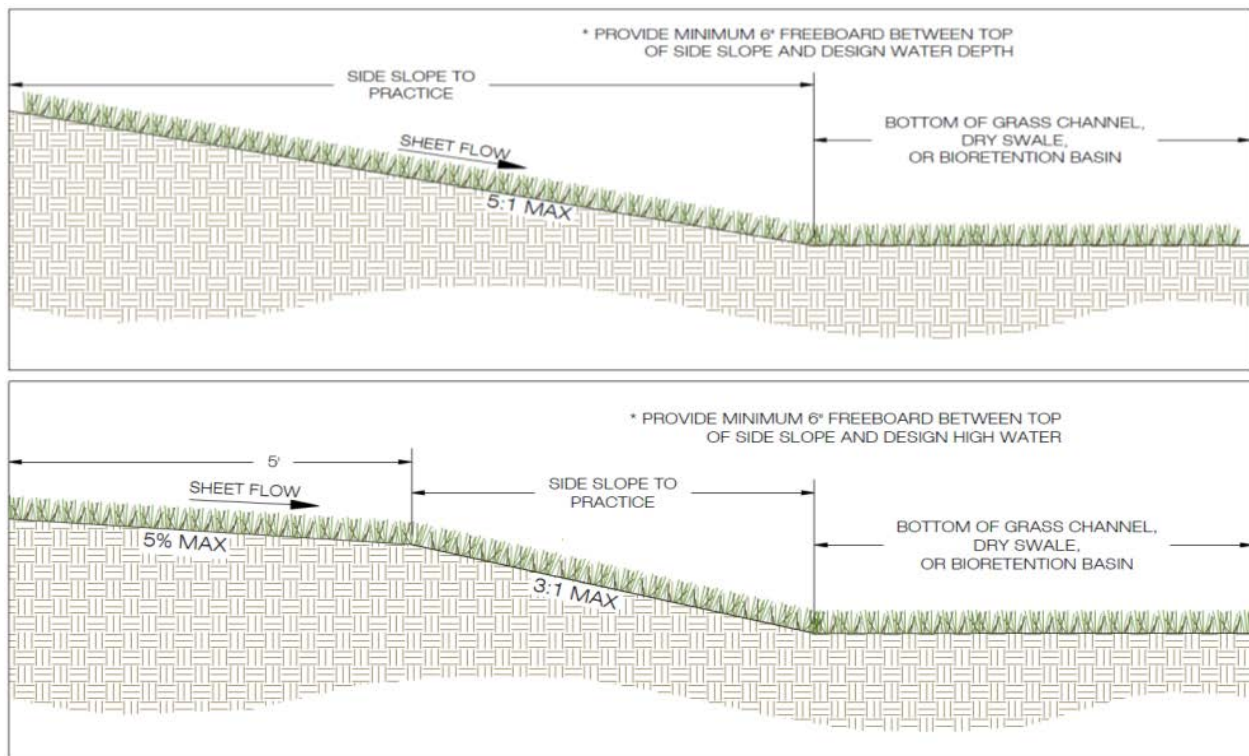 * PROVIDE MINIMUM 6" FREEBOARD BETWEEN TOP
OF SIDE SLOPE AND DESIGN WATER DEPTH
SIDE SLOPE TO
PRACTICE
BOTTOM OF GRASS CHANNEL,
DRY SWALE,
OR BIORETENTION BASIN
SHEET FLOW
5:1 MAX
* PROVIDE MINIMUM 6" FREEBOARD BETWEEN TOP
OF SIDE SLOPE AND DESIGN HIGH WATER
5'
SHEET FLOW
SIDE SLOPE TO
PRACTICE
BOTTOM OF GRASS CHANNEL,
DRY SWALE,
OR BIORETENTION BASIN
5% MAX
3:1 MAX